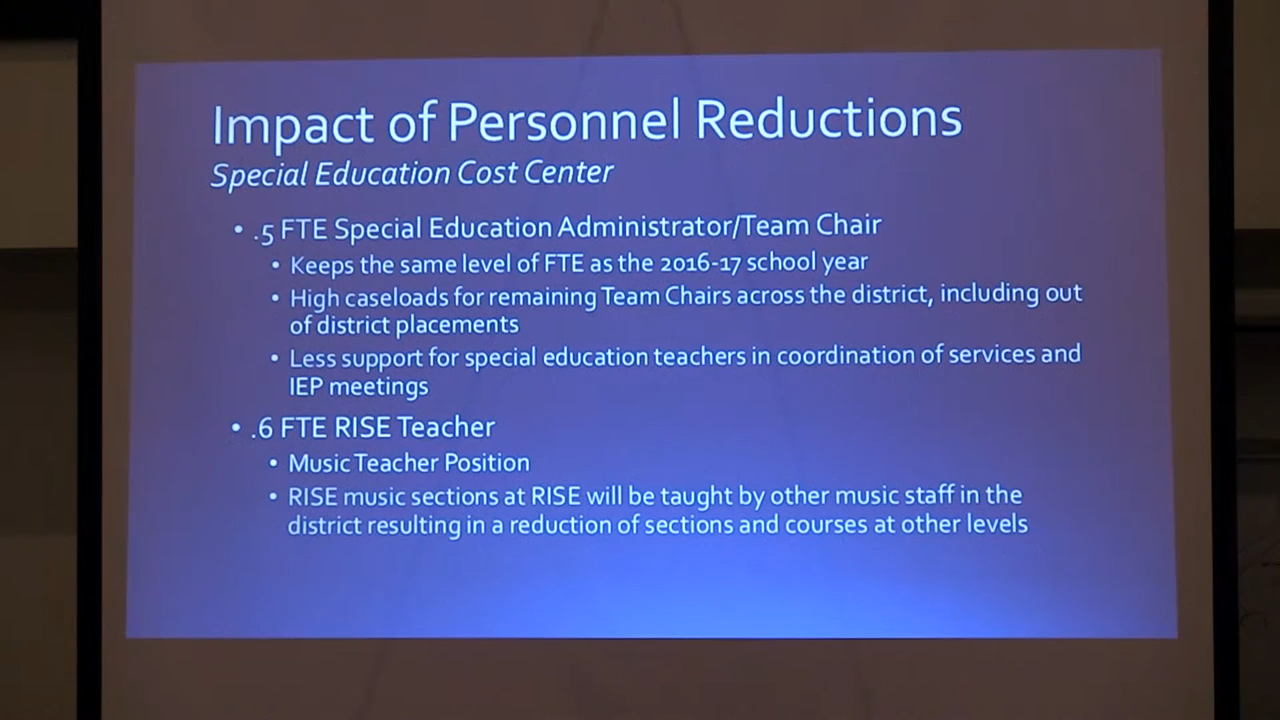 Impact of Personnel Reductions
Special Education Cost Center
• .5 FTE Special Education Administrator/Team Chair
• Keeps the same level of FTE as the 2016-17 school year
• High caseloads for remaining Team Chairs across the district, including out
of district placements
• Less support for special education teachers in coordination of services and
IEP meetings
• .6 FTE RISE Teacher
• Music Teacher Position
• RISE music sections at RISE will be taught by other music staff in the
district resulting in a reduction of sections and courses at other levels